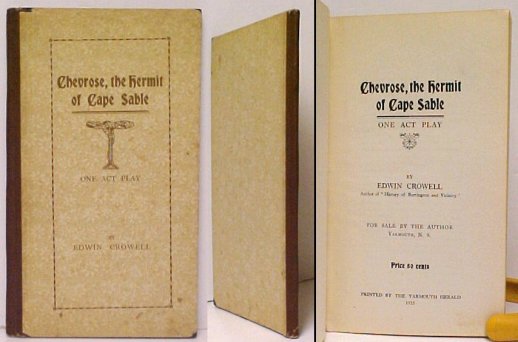 Chevrose, the Hermit
of Cape Sable
ONE ACT PLAY
BY
EDWIN CROWELL
Chevrose, the Hermit
of Cape Sable
ONE ACT PLAY
BY
EDWIN CROWELL
Author of "History of Barrington and Vicinity"
FOR SALE BY THE AUTHOR
YARMOUTH, N. S.
Price 50 cents
PRINTED BY THE YARMOUTH HERALD